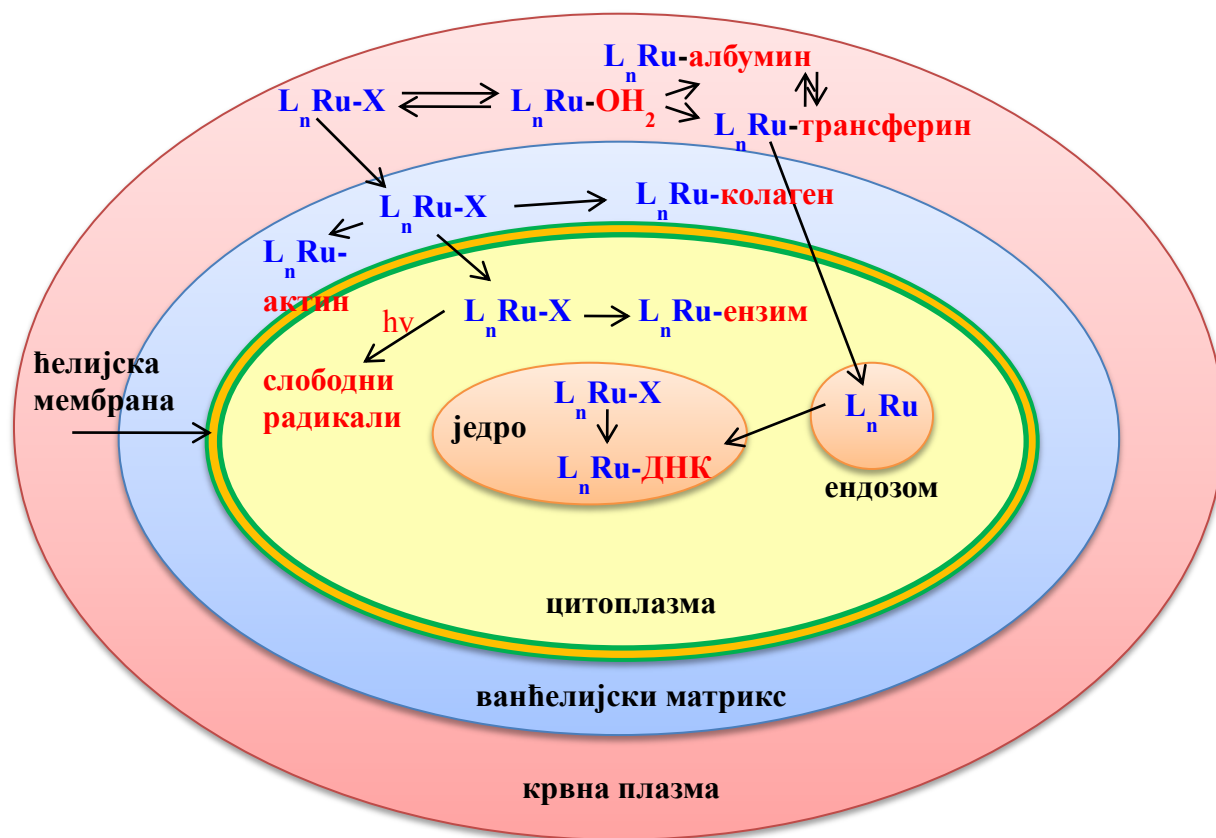 LnRu-албумин
LnRu-X
LnRu-OH2
LnRu-трансферин
LnRu-X
LnRu-колаген
LnRu-
актин
LnRu-X
LnRu-ензим
hν
слободни
радикали
ћелијска
мембрана
LnRu-X
једро
LnRu-ДНК
LnRu
ендозом
цитоплазма
ванћелијски матрикс
крвна плазма